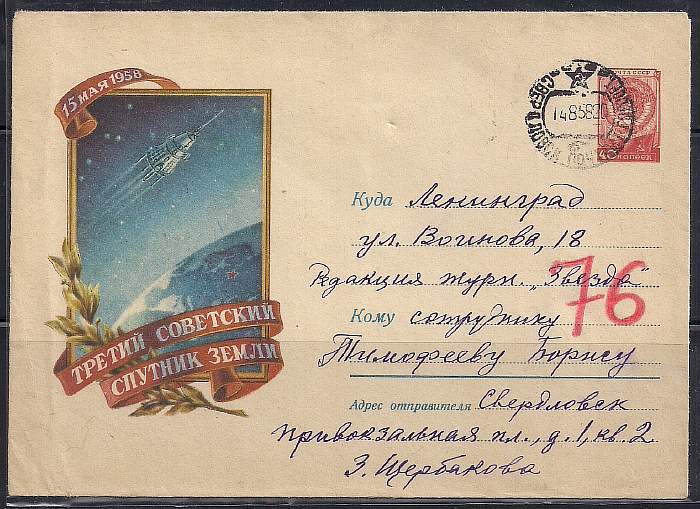 15 МАЯ 1958
ТРЕТИЙ СОВЕТСКИЙ
СПУТНИК ЗЕМЛИ
ПОЧТА СССР
40 КОПЕЕК
1485820
Куда Ленинград
ул. Воинова, 18
Редакция журн. „Звезда"
76
Кому сотруднику
Тимофееву Борису
Адрес отправителя Свердловск
привокзальная пл., д.1, кв.2
З. Щербакова